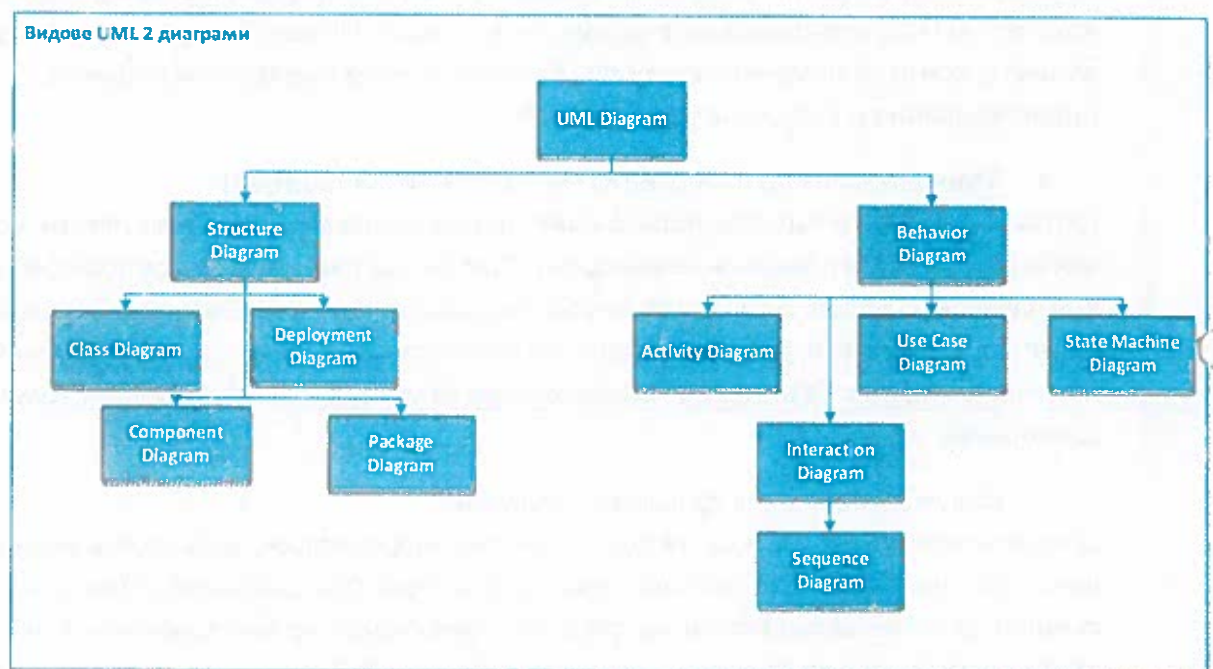 Видове UML 2 диаграми
UML Diagram
Structure
Diagram
Behavior
Diagram
Class Diagram
Deployment
Diagram
Activity Diagram
Use Case
Diagram
State Machine
Diagram
Component
Diagram
Package
Diagram
Interaction
Diagram
Sequence
Diagram